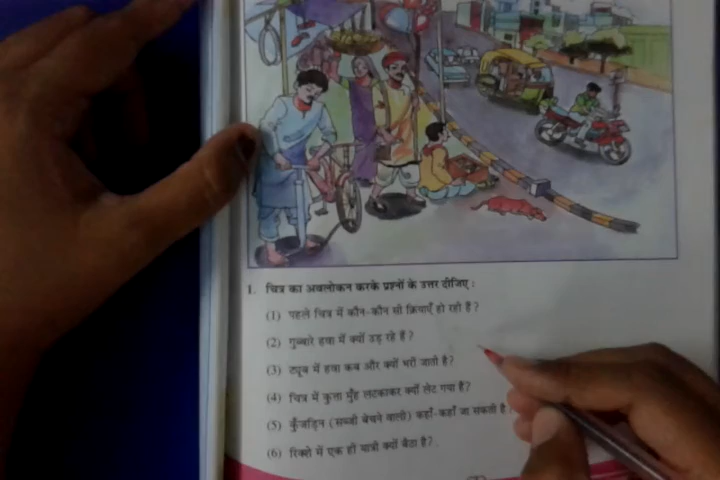 1. चित्र का अवलोकन करके प्रश्नों के उत्तर दीजिए :
(1) पहले चित्र में कौन-कौन सी क्रियाएँ हो रही हैं ?
(2) गुब्बारे हवा में क्यों उड़ रहे हैं ?
(3) ट्यूब में हवा कब और क्यों भरी जाती है ?
(4) चित्र में कुत्ता मुँह लटकाकर क्यों लेट गया है ?
(5) कुँजड़िन (सब्जी बेचने वाली) कहाँ-कहाँ जा सकती है
(6) रिक्शे में एक ही यात्री क्यों बैठा है ?